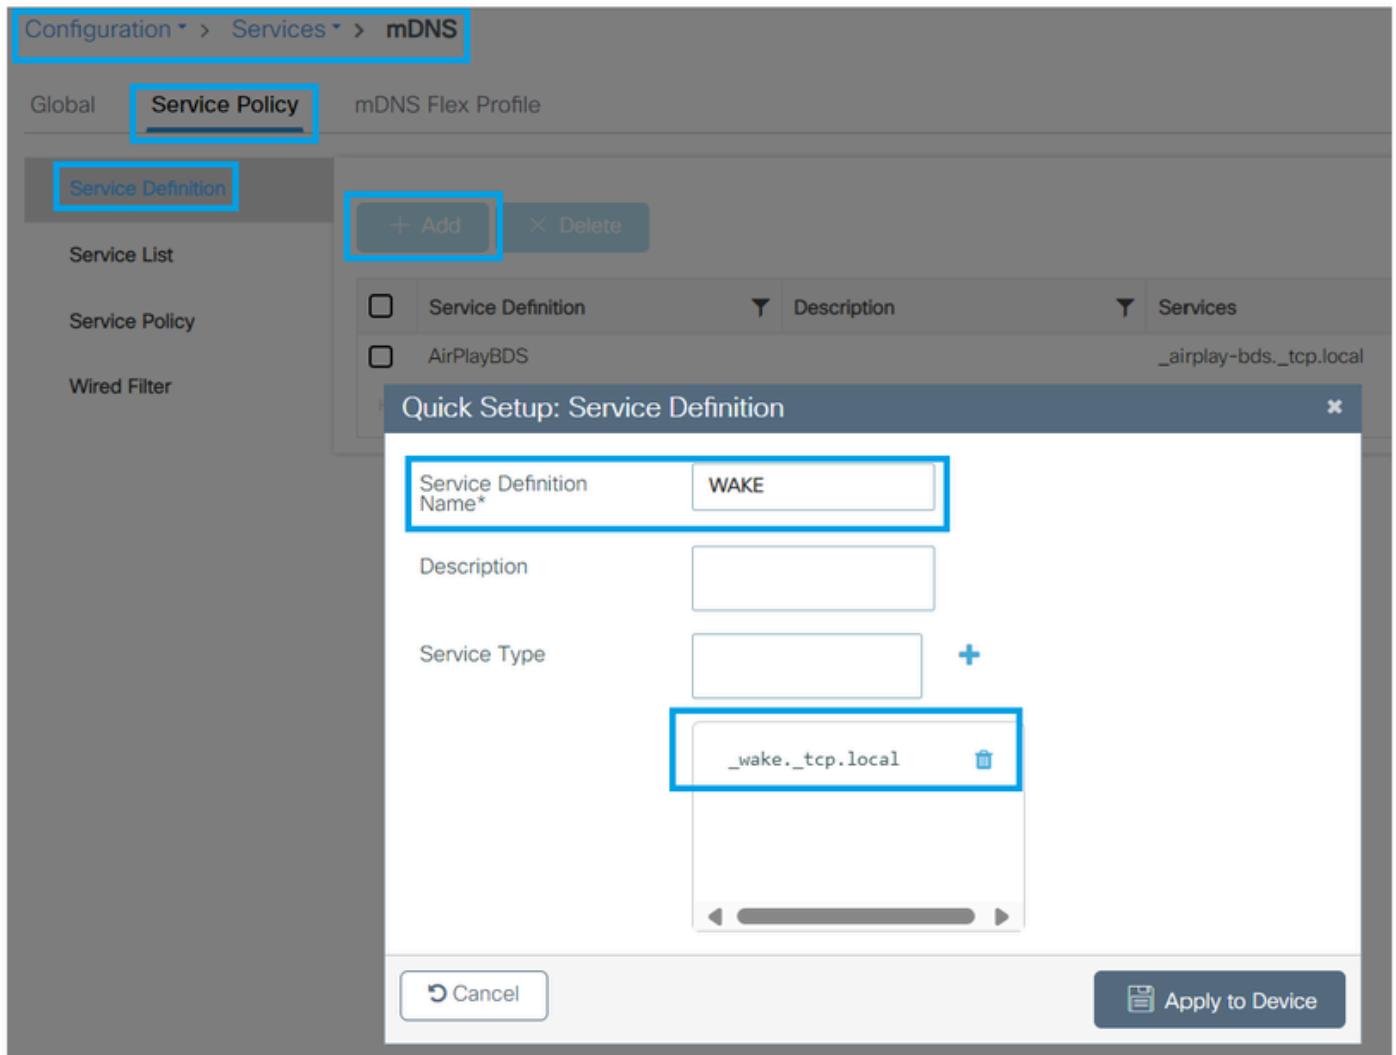 Configuration > Services > mDNS
Global Service Policy mDNS Flex Profile
Service Definition
+ Add × Delete
Service List
Service Definition Description Services
Service Policy
AirPlayBDS _airplay-bds._tcp.local
Wired Filter
Quick Setup: Service Definition
Service Definition
Name* WAKE
Description
Service Type
_wake._tcp.local
Cancel Apply to Device